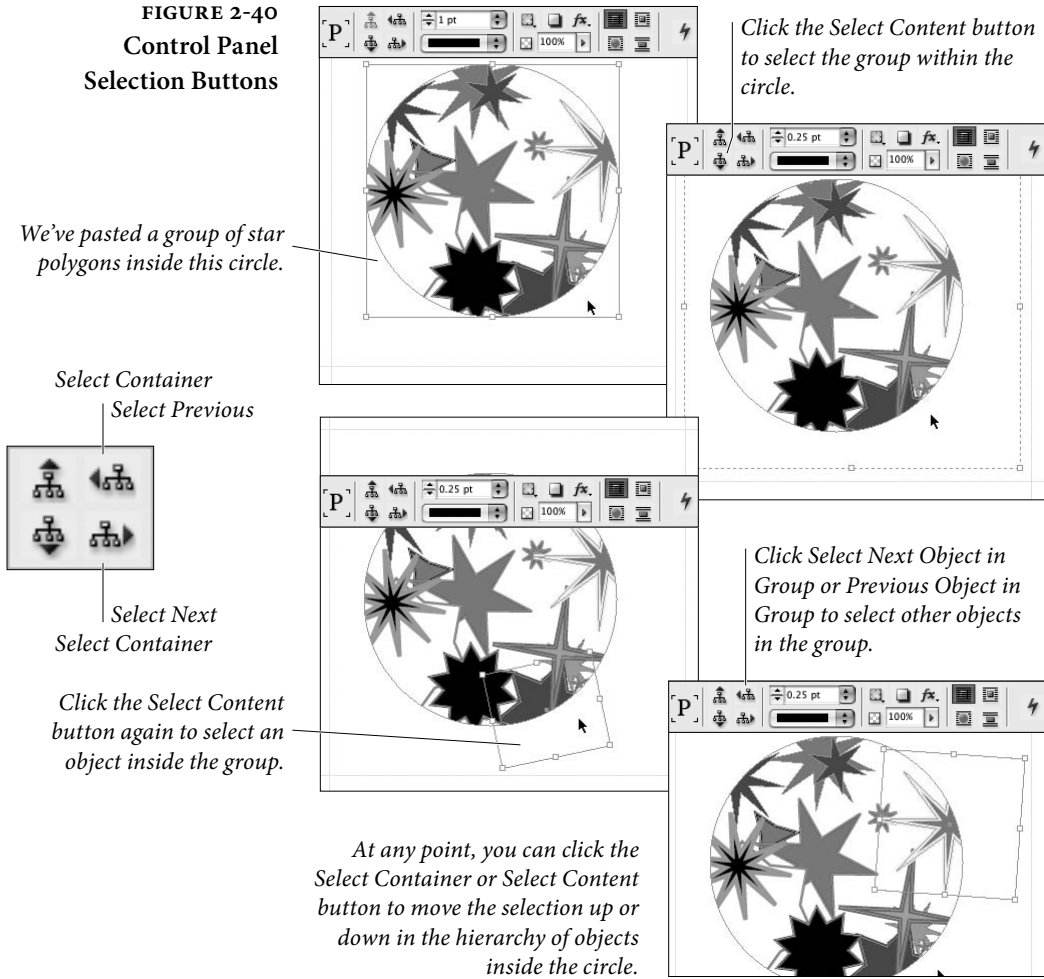 FIGURE 2-40
Control Panel
Selection Buttons
1 pt
fx.
100%
P
Click the Select Content button
to select the group within the
circle.
We've pasted a group of star
polygons inside this circle.
0.25 pt
fx.
100%
P
Select Container
Select Previous
Select Next
Select Container
0.25 pt
fx.
100%
P
Click the Select Content
button again to select an
object inside the group.
Click Select Next Object in
Group or Previous Object in
Group to select other objects
in the group.
0.25 pt
fx.
100%
P
At any point, you can click the
Select Container or Select Content
button to move the selection up or
down in the hierarchy of objects
inside the circle.